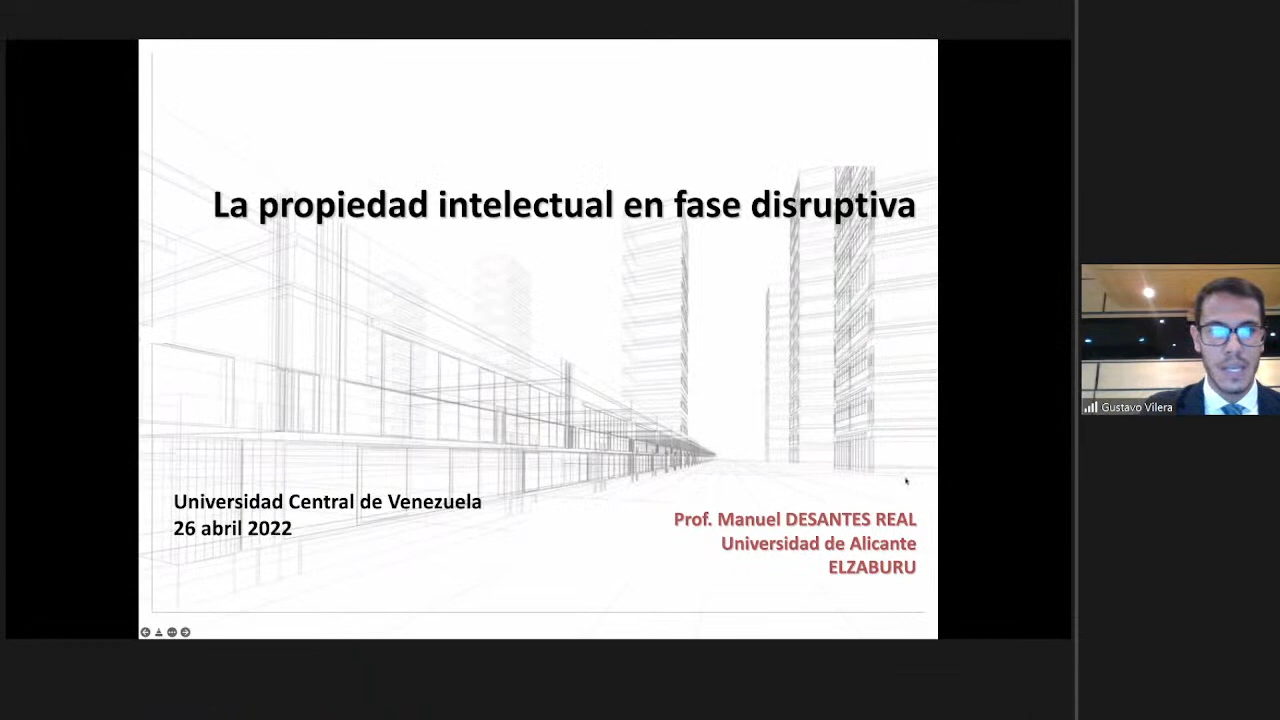 La propiedad intelectual en fase disruptiva
Universidad Central de Venezuela
26 abril 2022
Prof. Manuel DESANTES REAL
Universidad de Alicante
ELZABURU
Gustavo Vilera